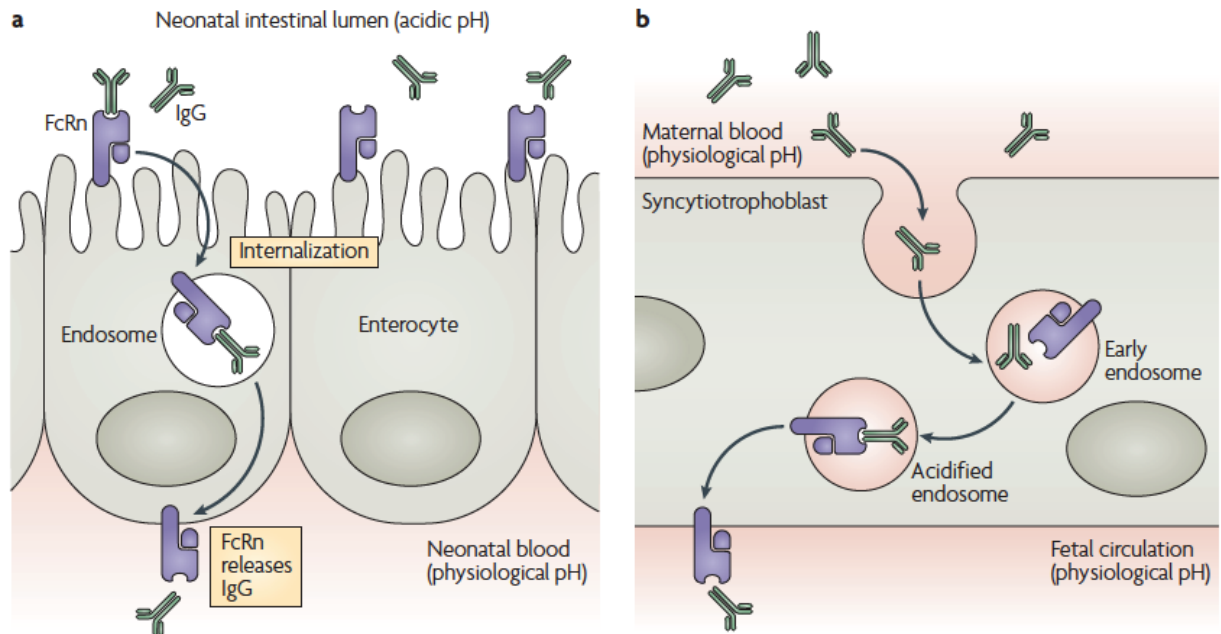 a
Neonatal intestinal lumen (acidic pH)
FcRn
IgG
Internalization
Endosome
Enterocyte
FcRn
releases
IgG
Neonatal blood
(physiological pH)
b
Maternal blood
(physiological pH)
Syncytiotrophoblast
Early
endosome
Acidified
endosome
Fetal circulation
(physiological pH)